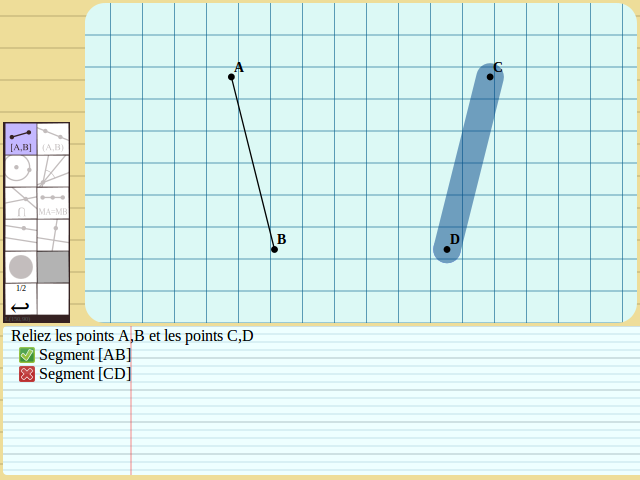 A
C
B
D
[A,B] (A,B)
∩ MA=MB
1/2
Reliez les points A,B et les points C,D
Segment [AB]
Segment [CD]